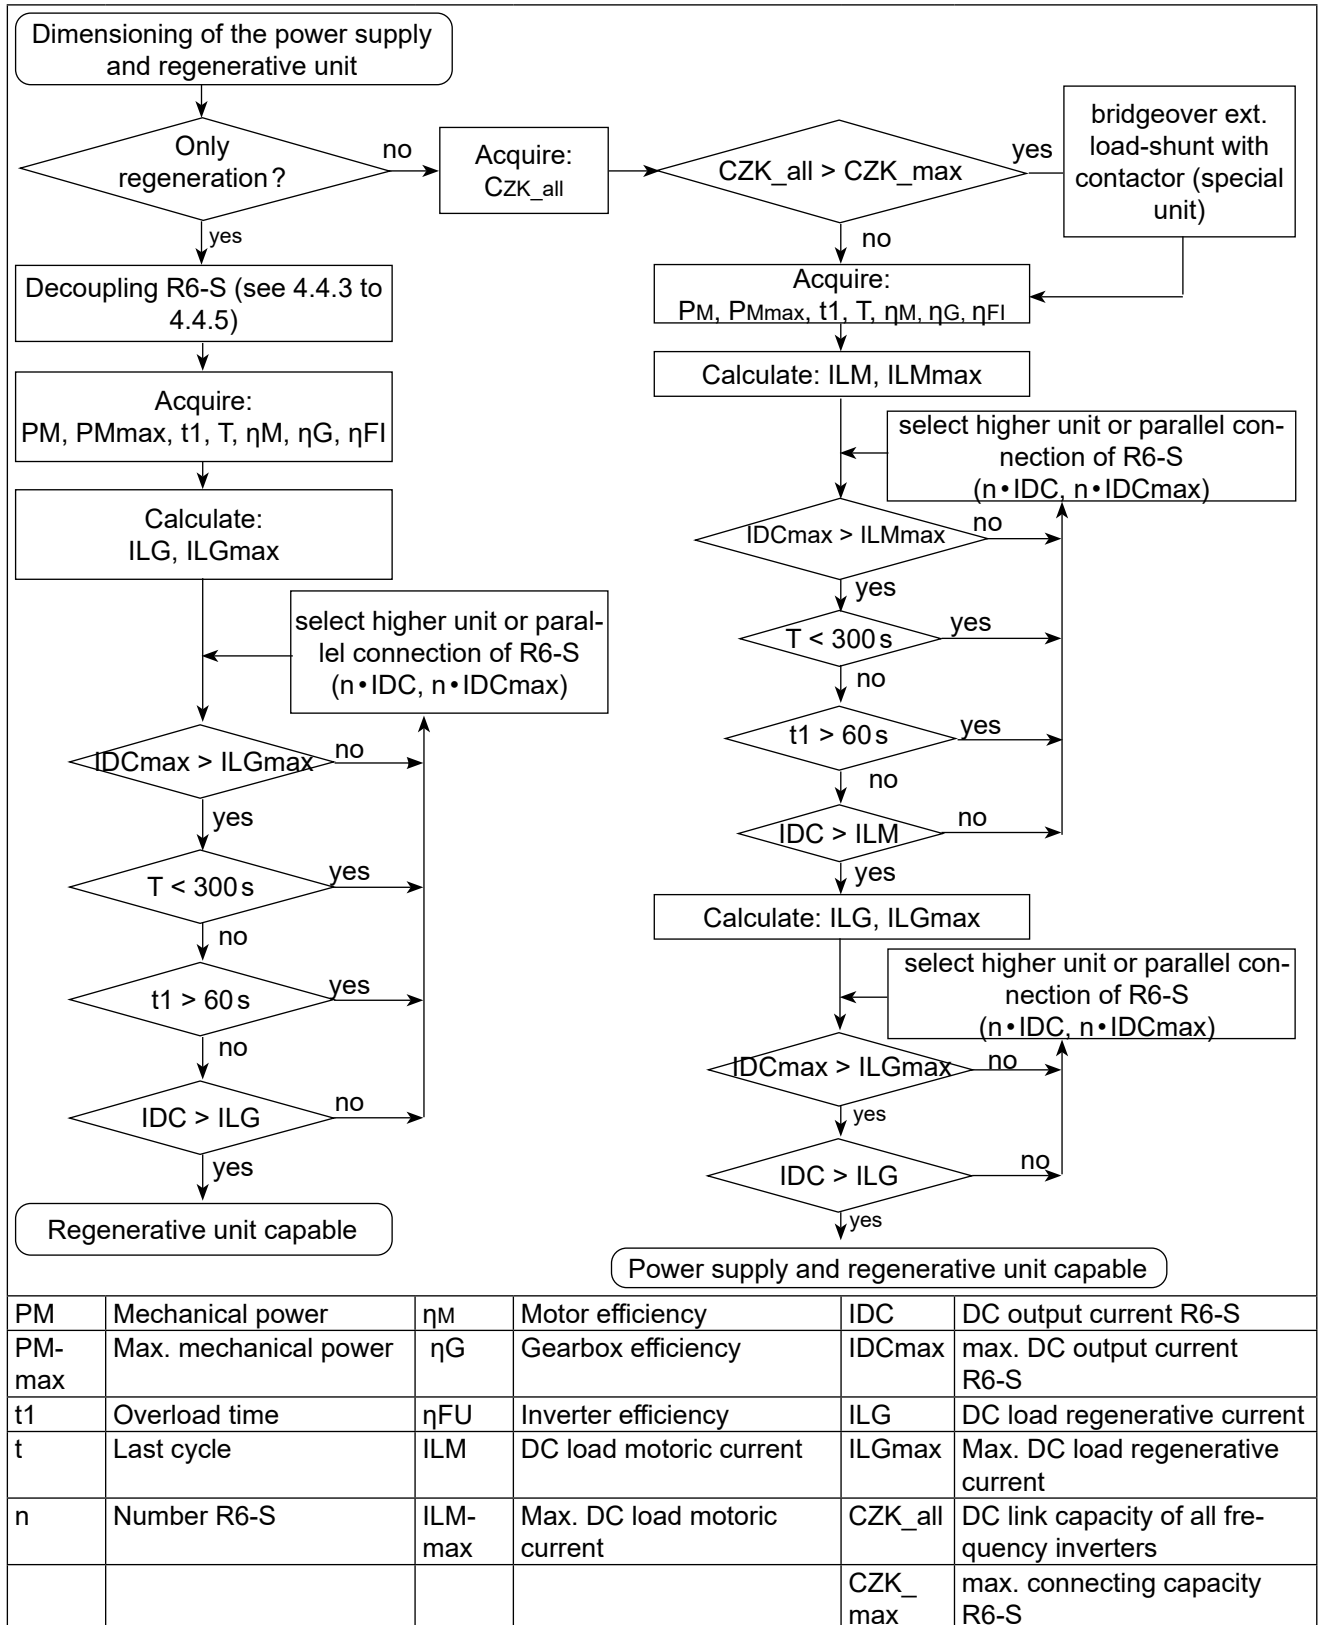 Dimensioning of the power supply
and regenerative unit
Only
regeneration?
no
yes
Acquire:
CZK_all
CZK_all > CZK_max
yes
no
bridgeover ext.
load-shunt with
contactor (special
unit)
Decoupling R6-S (see 4.4.3 to
4.4.5)
Acquire:
PM, PMmax, t1, T, ηM, ηG, ηFI
Calculate:
ILG, ILGmax
select higher unit or paral-
lel connection of R6-S
(n•IDC, n•IDCmax)
IDCmax > ILGmax
no
yes
T < 300s
yes
no
t1 > 60s
yes
no
IDC > ILG
no
yes
Regenerative unit capable
Acquire:
PM, PMmax, t1, T, ηM, ηG, ηFI
Calculate: ILM, ILMmax
select higher unit or parallel con-
nection of R6-S
(n•IDC, n•IDCmax)
IDCmax > ILMmax
no
yes
T < 300s
yes
no
t1 > 60s
yes
no
IDC > ILM
no
yes
Calculate: ILG, ILGmax
select higher unit or parallel con-
nection of R6-S
(n•IDC, n•IDCmax)
IDCmax > ILGmax
no
yes
IDC > ILG
no
yes
Power supply and regenerative unit capable
PM Mechanical power ηM Motor efficiency IDC DC output current R6-S
PM- Max. mechanical power ηG Gearbox efficiency IDCmax max. DC output current
max R6-S
t1 Overload time ηFU Inverter efficiency ILG DC load regenerative current
t Last cycle ILM DC load motoric current ILGmax Max. DC load regenerative
current
n Number R6-S ILM- Max. DC load motoric CZK_all DC link capacity of all fre-
max current quency inverters
CZK_ max. connecting capacity
max R6-S